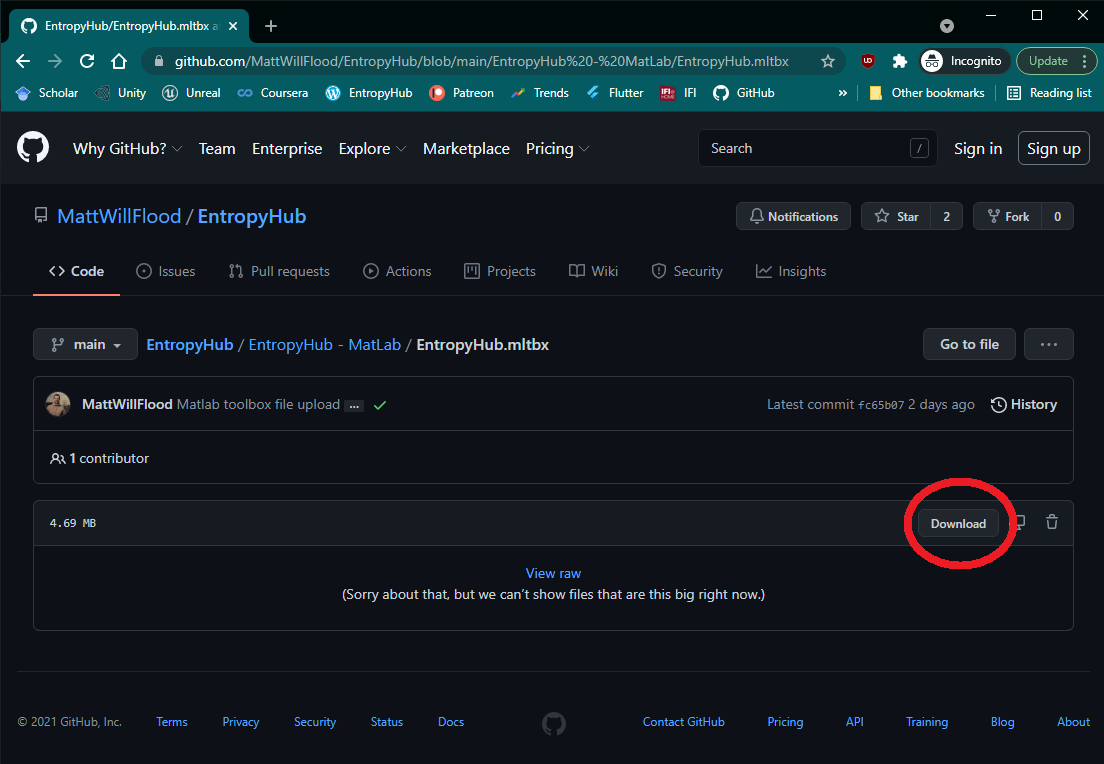 EntropyHub/EntropyHub.mltbx a
github.com/MattWillFlood/EntropyHub/blob/main/EntropyHub%20-%20MatLab/EntropyHub.mltbx UD Incognito Update
Scholar Unity Unreal Coursera EntropyHub Patreon Trends Flutter IFI HOME IFI GitHub » Other bookmarks Reading list
Why GitHub? Team Enterprise Explore Marketplace Pricing Search / Sign in Sign up
MattWillFlood / EntropyHub Notifications Star 2 Fork 0
Code Issues Pull requests Actions Projects Wiki Security Insights
main EntropyHub / EntropyHub - MatLab / EntropyHub.mltbx Go to file ...
MattWillFlood Matlab toolbox file upload ... Latest commit fc65b07 2 days ago History
1 contributor
4.69 MB Download
View raw
(Sorry about that, but we can’t show files that are this big right now.)
© 2021 GitHub, Inc. Terms Privacy Security Status Docs Contact GitHub Pricing API Training Blog About